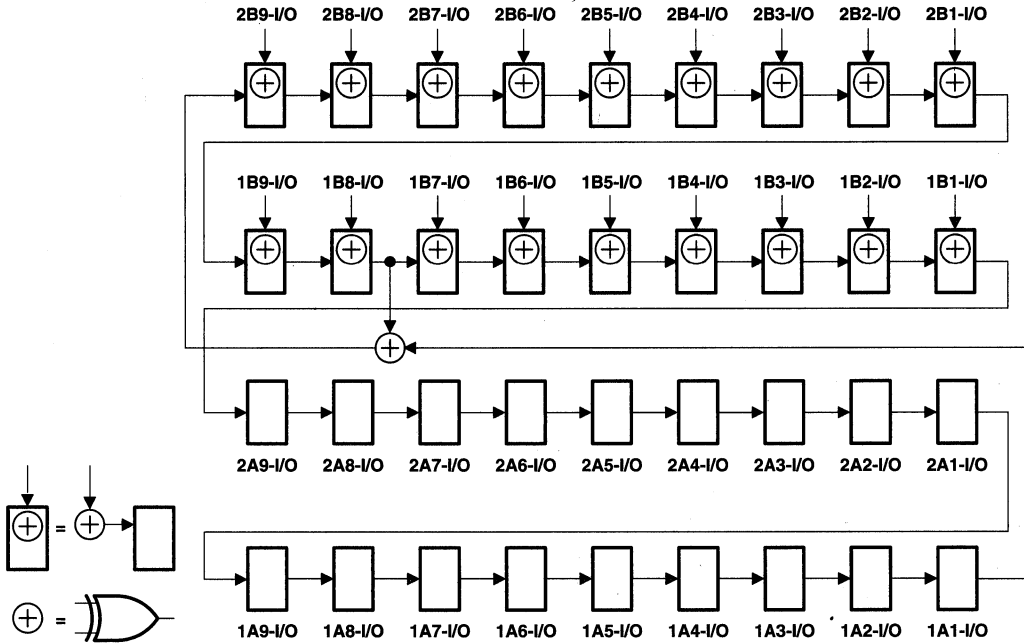 2B9-I/O 2B8-I/O 2B7-I/O 2B6-I/O 2B5-I/O 2B4-I/O 2B3-I/O 2B2-I/O 2B1-I/O
1B9-I/O 1B8-I/O 1B7-I/O 1B6-I/O 1B5-I/O 1B4-I/O 1B3-I/O 1B2-I/O 1B1-I/O
2A9-I/O 2A8-I/O 2A7-I/O 2A6-I/O 2A5-I/O 2A4-I/O 2A3-I/O 2A2-I/O 2A1-I/O
=
=
1A9-I/O 1A8-I/O 1A7-I/O 1A6-I/O 1A5-I/O 1A4-I/O 1A3-I/O 1A2-I/O 1A1-I/O